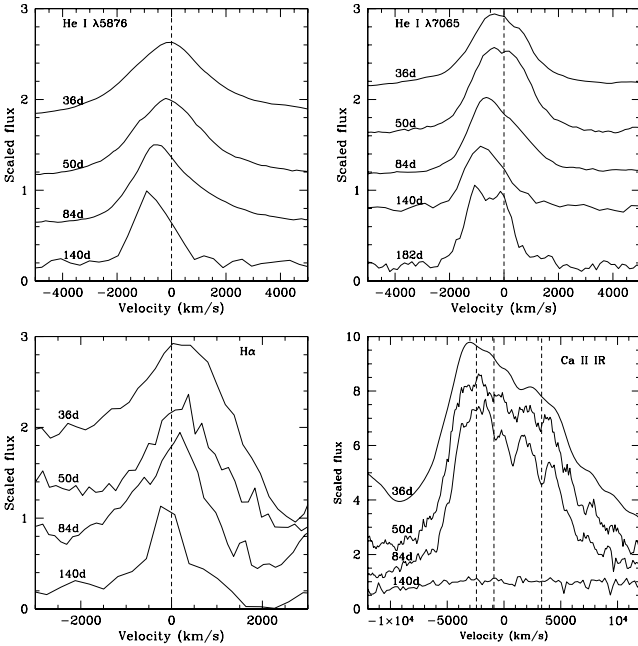 He I λ5876
36d
50d
84d
140d
0
1
2
3
Scaled flux
−4000
−2000
0
2000
4000
Velocity (km/s)
He I λ7065
36d
50d
84d
140d
182d
0
1
2
3
Scaled flux
−4000
−2000
0
2000
4000
Velocity (km/s)
Hα
36d
50d
84d
140d
0
1
2
3
Scaled flux
−2000
0
2000
Velocity (km/s)
Ca II IR
36d
50d
84d
140d
0
2
4
6
8
10
Scaled flux
−1×10⁴
−5000
0
5000
10⁴
Velocity (km/s)